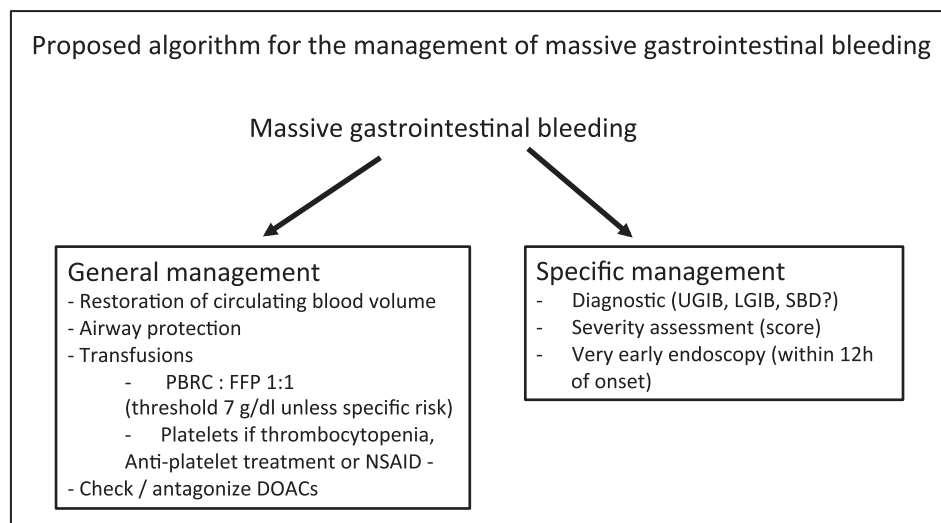 Proposed algorithm for the management of massive gastrointestinal bleeding
Massive gastrointestinal bleeding
General management
- Restoration of circulating blood volume
- Airway protection
- Transfusions
- PBRC : FFP 1:1
(threshold 7 g/dl unless specific risk)
- Platelets if thrombocytopenia,
Anti-platelet treatment or NSAID -
- Check / antagonize DOACs
Specific management
- Diagnostic (UGIB, LGIB, SBD?)
- Severity assessment (score)
- Very early endoscopy (within 12h
of onset)